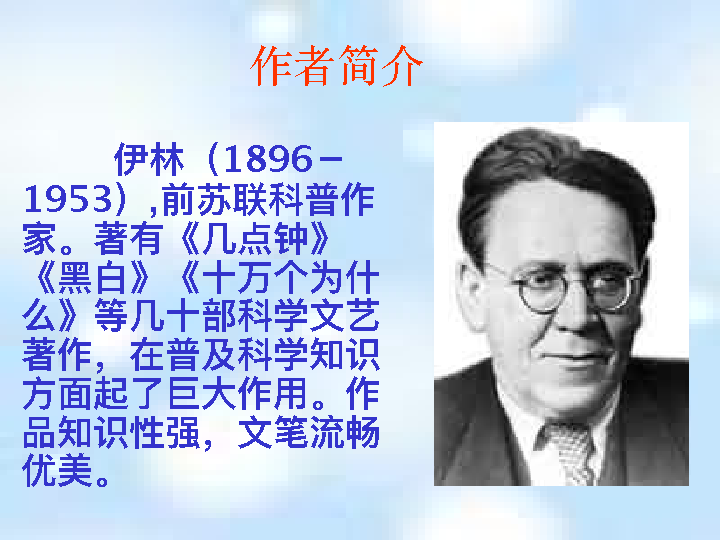 作者简介
伊林（1896－
1953）,前苏联科普作
家。著有《几点钟》
《黑白》《十万个为什
么》等几十部科学文艺
著作，在普及科学知识
方面起了巨大作用。作
品知识性强，文笔流畅
优美。